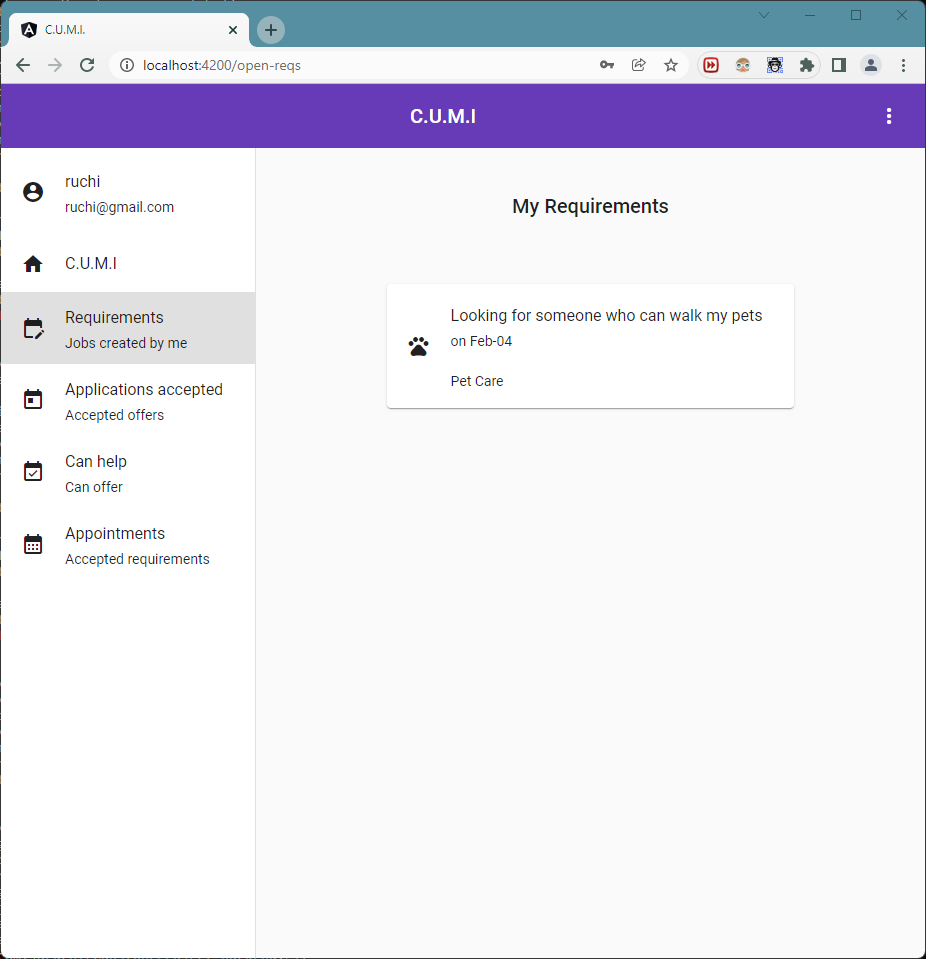 C.U.M.I.
localhost:4200/open-reqs
C.U.M.I
ruchi
ruchi@gmail.com
C.U.M.I
Requirements
Jobs created by me
Applications accepted
Accepted offers
Can help
Can offer
Appointments
Accepted requirements
My Requirements
Looking for someone who can walk my pets
on Feb-04
Pet Care